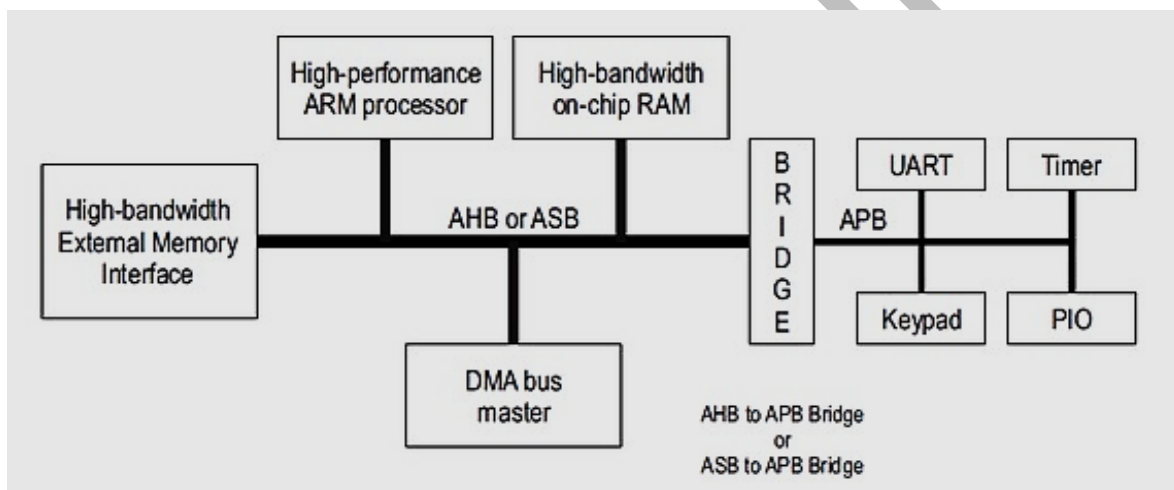 High-performance
ARM processor
High-bandwidth
on-chip RAM
High-bandwidth
External Memory
Interface
AHB or ASB
B
R
I
D
G
E
APB
UART
Timer
Keypad
PIO
DMA bus
master
AHB to APB Bridge
or
ASB to APB Bridge